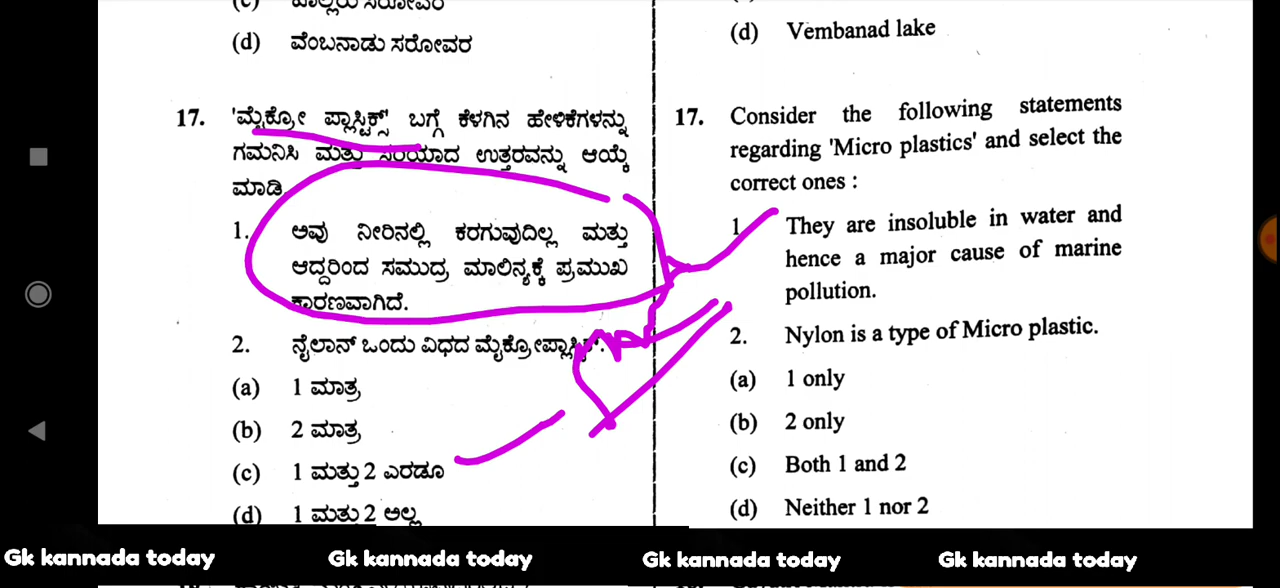 (d) ವೆಂಬನಾಡು ಸರೋವರ
17. 'ಮೈಕ್ರೋ ಪ್ಲಾಸ್ಟಿಕ್ಸ್' ಬಗ್ಗೆ ಕೆಳಗಿನ ಹೇಳಿಕೆಗಳನ್ನು
ಗಮನಿಸಿ ಮತ್ತು ಸರಿಯಾದ ಉತ್ತರವನ್ನು ಆಯ್ಕೆ
ಮಾಡಿ.
1. ಅವು ನೀರಿನಲ್ಲಿ ಕರಗುವುದಿಲ್ಲ ಮತ್ತು
ಆದ್ದರಿಂದ ಸಮುದ್ರ ಮಾಲಿನ್ಯಕ್ಕೆ ಪ್ರಮುಖ
ಕಾರಣವಾಗಿದೆ.
2. ನೈಲಾನ್ ಒಂದು ವಿಧದ ಮೈಕ್ರೋಪ್ಲಾಸ್ಟಿಕ್.
(a) 1 ಮಾತ್ರ
(b) 2 ಮಾತ್ರ
(c) 1 ಮತ್ತು 2 ಎರಡೂ
(d) 1 ಮತ್ತು 2 ಅಲ್ಲ
(d) Vembanad lake
17. Consider the following statements
regarding 'Micro plastics' and select the
correct ones :
1. They are insoluble in water and
hence a major cause of marine
pollution.
2. Nylon is a type of Micro plastic.
(a) 1 only
(b) 2 only
(c) Both 1 and 2
(d) Neither 1 nor 2
Gk kannada today Gk kannada today Gk kannada today Gk kannada today